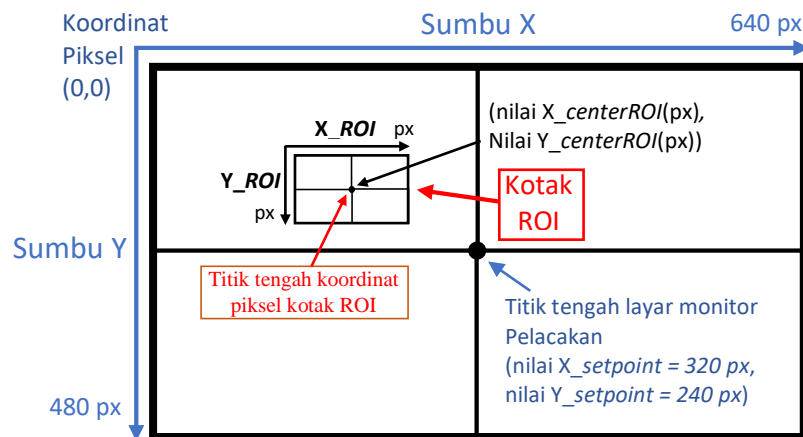 Koordinat
Piksel
(0,0)
Sumbu X
640 px
(nilai X_centerROI(px),
Nilai Y_centerROI(px))
X_ROI px
Y_ROI
px
Kotak
ROI
Sumbu Y
Titik tengah koordinat
piksel kotak ROI
Titik tengah layar monitor
Pelacakan
(nilai X_setpoint = 320 px,
nilai Y_setpoint = 240 px)
480 px